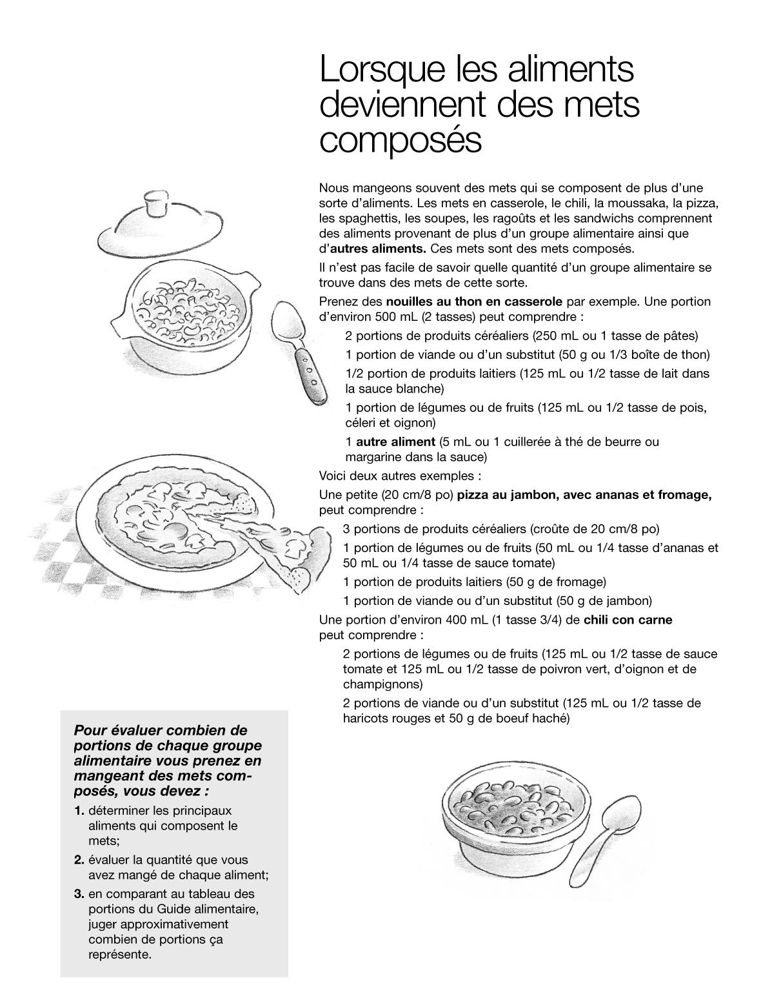 Lorsque les aliments
deviennent des mets
composés
Nous mangeons souvent des mets qui se composent de plus d’une
sorte d’aliments. Les mets en casserole, le chili, la moussaka, la pizza,
les spaghettis, les soupes, les ragoûts et les sandwichs comprennent
des aliments provenant de plus d’un groupe alimentaire ainsi que
d’autres aliments. Ces mets sont des mets composés.
Il n’est pas facile de savoir quelle quantité d’un groupe alimentaire se
trouve dans des mets de cette sorte.
Prenez des nouilles au thon en casserole par exemple. Une portion
d’environ 500 mL (2 tasses) peut comprendre :
2 portions de produits céréaliers (250 mL ou 1 tasse de pâtes)
1 portion de viande ou d’un substitut (50 g ou 1/3 boîte de thon)
1/2 portion de produits laitiers (125 mL ou 1/2 tasse de lait dans
la sauce blanche)
1 portion de légumes ou de fruits (125 mL ou 1/2 tasse de pois,
céleri et oignon)
1 autre aliment (5 mL ou 1 cuillerée à thé de beurre ou
margarine dans la sauce)
Voici deux autres exemples :
Une petite (20 cm/8 po) pizza au jambon, avec ananas et fromage,
peut comprendre :
3 portions de produits céréaliers (croûte de 20 cm/8 po)
1 portion de légumes ou de fruits (50 mL ou 1/4 tasse d’ananas et
50 mL ou 1/4 tasse de sauce tomate)
1 portion de produits laitiers (50 g de fromage)
1 portion de viande ou d’un substitut (50 g de jambon)
Une portion d’environ 400 mL (1 tasse 3/4) de chili con carne
peut comprendre :
2 portions de légumes ou de fruits (125 mL ou 1/2 tasse de sauce
tomate et 125 mL ou 1/2 tasse de poivron vert, d’oignon et de
champignons)
2 portions de viande ou d’un substitut (125 mL ou 1/2 tasse de
haricots rouges et 50 g de boeuf haché)
Pour évaluer combien de
portions de chaque groupe
alimentaire vous prenez en
mangeant des mets com-
posés, vous devez :
1. déterminer les principaux
aliments qui composent le
mets;
2. évaluer la quantité que vous
avez mangé de chaque aliment;
3. en comparant au tableau des
portions du Guide alimentaire,
juger approximativement
combien de portions ça
représente.